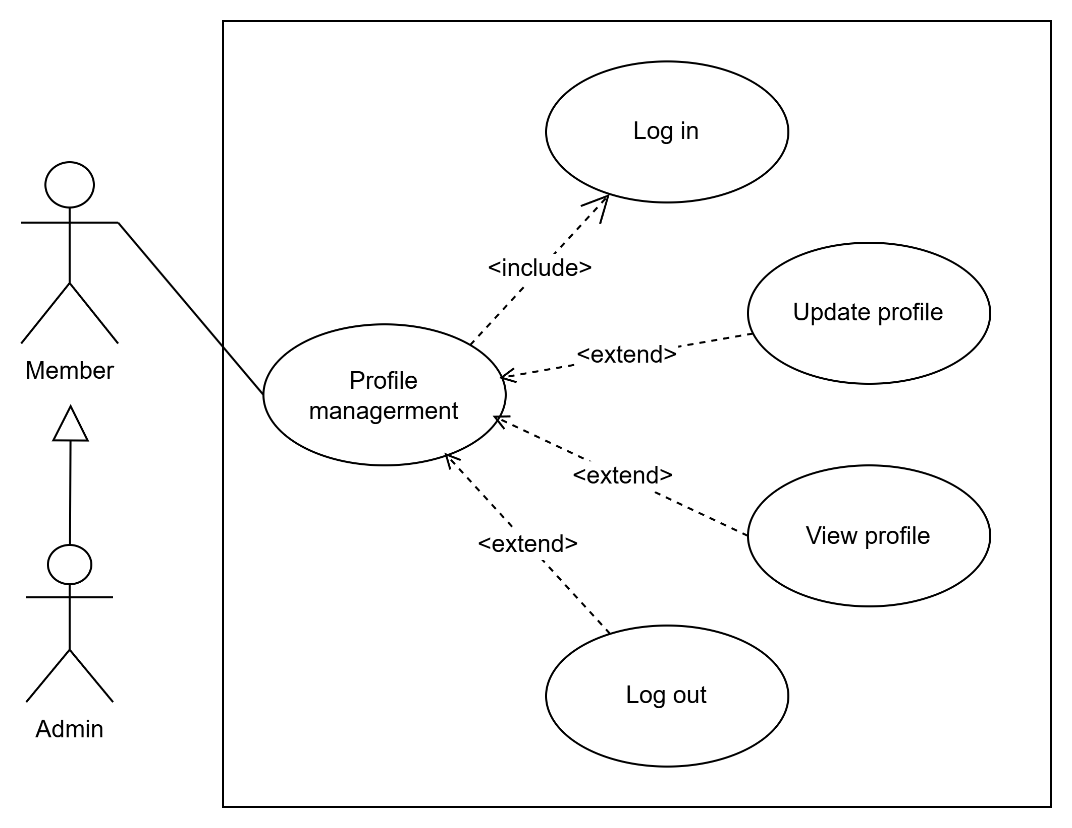 Log in
<include>
Update profile
<extend>
Member
Profile
managerment
<extend>
View profile
<extend>
Log out
Admin